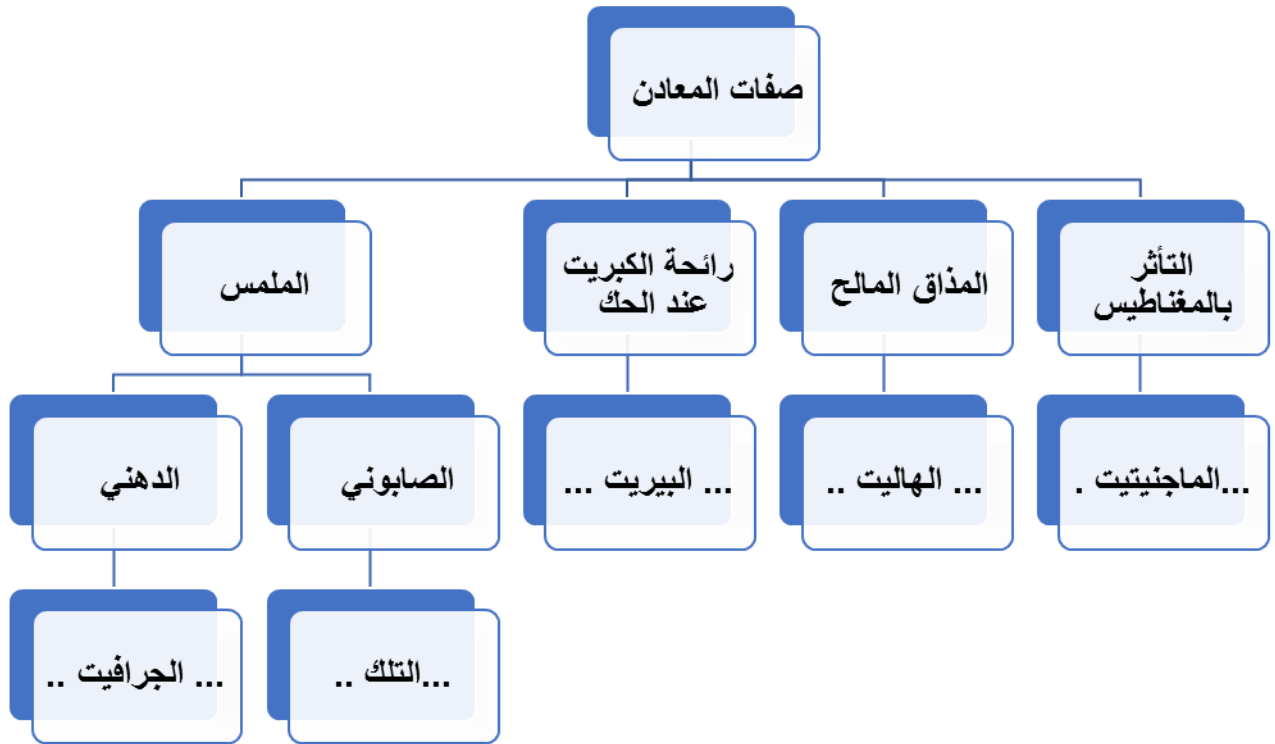 صفات المعادن
التأثر
بالمغناطيس
المذاق المالح
رائحة الكبريت
عند الحك
الملمس
...الماجنيتيت .
... الهاليت ..
... البيريت ...
الصابوني
الدهني
...التلك ..
... الجرافيت ..